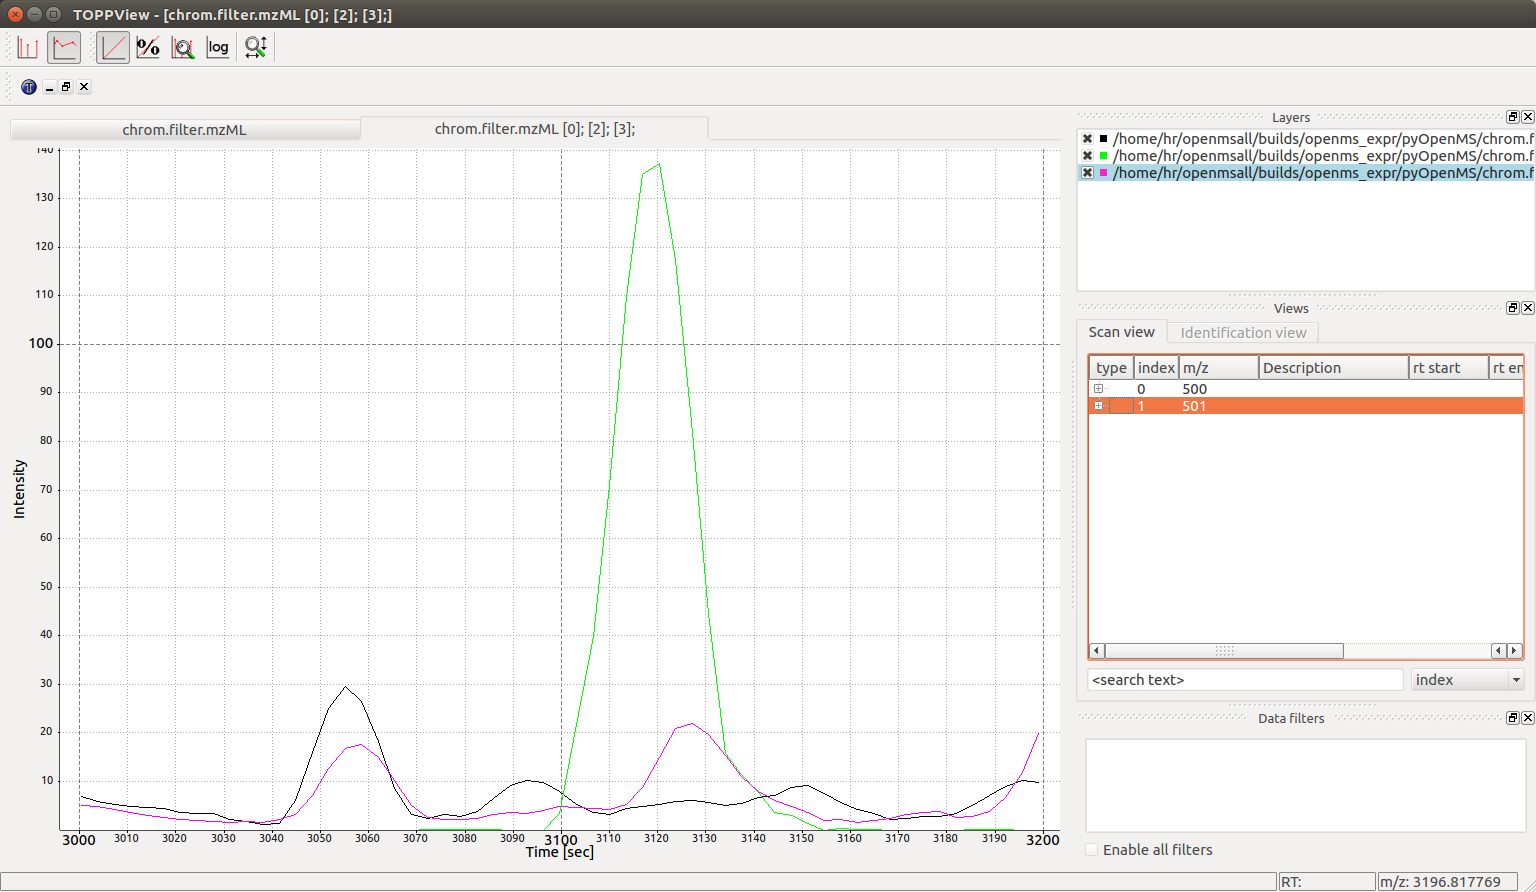 TOPPView - [chrom.filter.mzML [0]; [2]; [3];]
% log
chrom.filter.mzML
chrom.filter.mzML [0]; [2]; [3];
140
130
120
110
100
90
80
70
60
50
40
30
20
10
Intensity
3000 3010 3020 3030 3040 3050 3060 3070 3080 3090 3100 3110 3120 3130 3140 3150 3160 3170 3180 3190 3200
Time [sec]
Layers
/home/hr/openmsall/builds/openms_expr/pyOpenMS/chrom.f
/home/hr/openmsall/builds/openms_expr/pyOpenMS/chrom.f
/home/hr/openmsall/builds/openms_expr/pyOpenMS/chrom.f
Views
Scan view Identification view
type index m/z Description rt start rt en
0 500
1 501
<search text> index
Data filters
Enable all filters
RT: m/z: 3196.817769